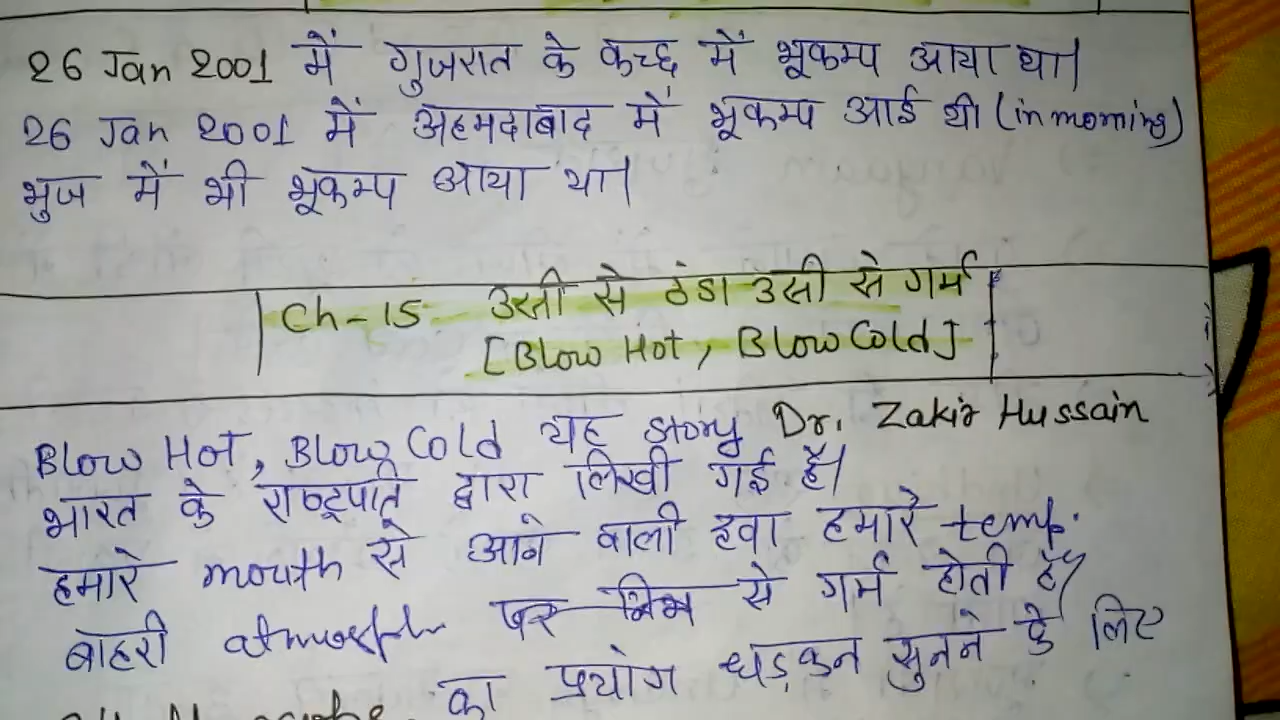 26 Jan 2001 में गुजरात के कच्छ में भूकम्प आया था।
26 Jan 2001 में अहमदाबाद में भूकम्प आई थी (in morning)
भुज में भी भूकम्प आया था।
Ch-15 उसी से ठंडा उसी से गर्म
[Blow Hot, Blow Cold]
Blow Hot, Blow Cold यह story Dr. Zakir Hussain
भारत के राष्ट्रपति द्वारा लिखी गई है।
हमारे mouth से आने वाली हवा हमारे temp.
बाहरी पर से गर्म होती है।
का प्रयोग धड़कन सुनने के लिए